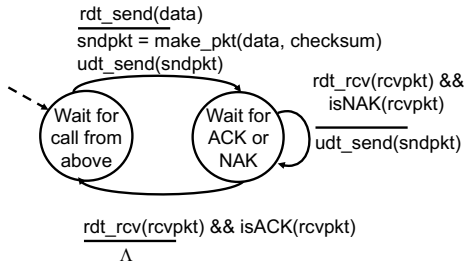 rdt_send(data)
sndpkt = make_pkt(data, checksum)
udt_send(sndpkt)
Wait for
call from
above
Wait for
ACK or
NAK
rdt_rcv(rcvpkt) &&
isNAK(rcvpkt)
udt_send(sndpkt)
rdt_rcv(rcvpkt) && isACK(rcvpkt)
Λ